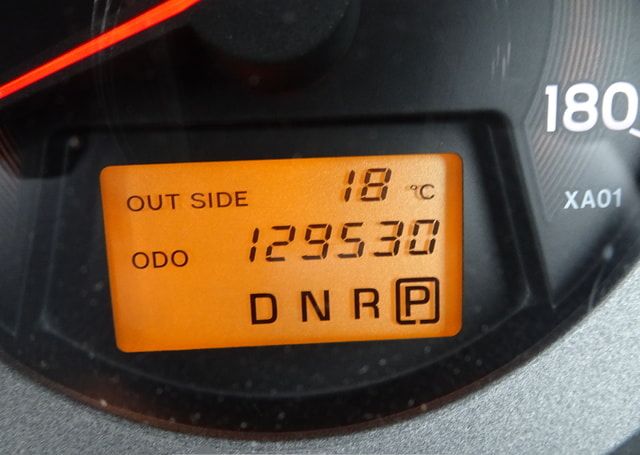 180
XA01
OUT SIDE 18 °C
ODO 129530
D N R P